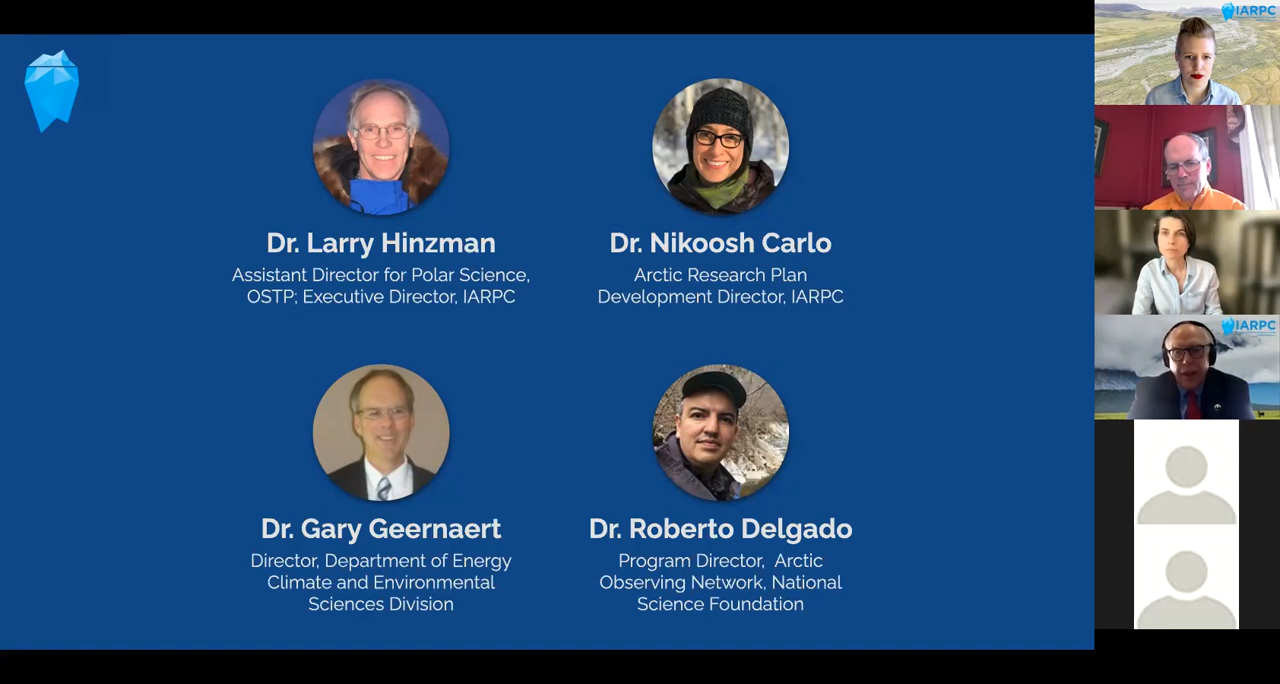 Dr. Larry Hinzman
Assistant Director for Polar Science,
OSTP; Executive Director, IARPC
Dr. Nikoosh Carlo
Arctic Research Plan
Development Director, IARPC
Dr. Gary Geernaert
Director, Department of Energy
Climate and Environmental
Sciences Division
Dr. Roberto Delgado
Program Director, Arctic
Observing Network, National
Science Foundation
IARPC
IARPC